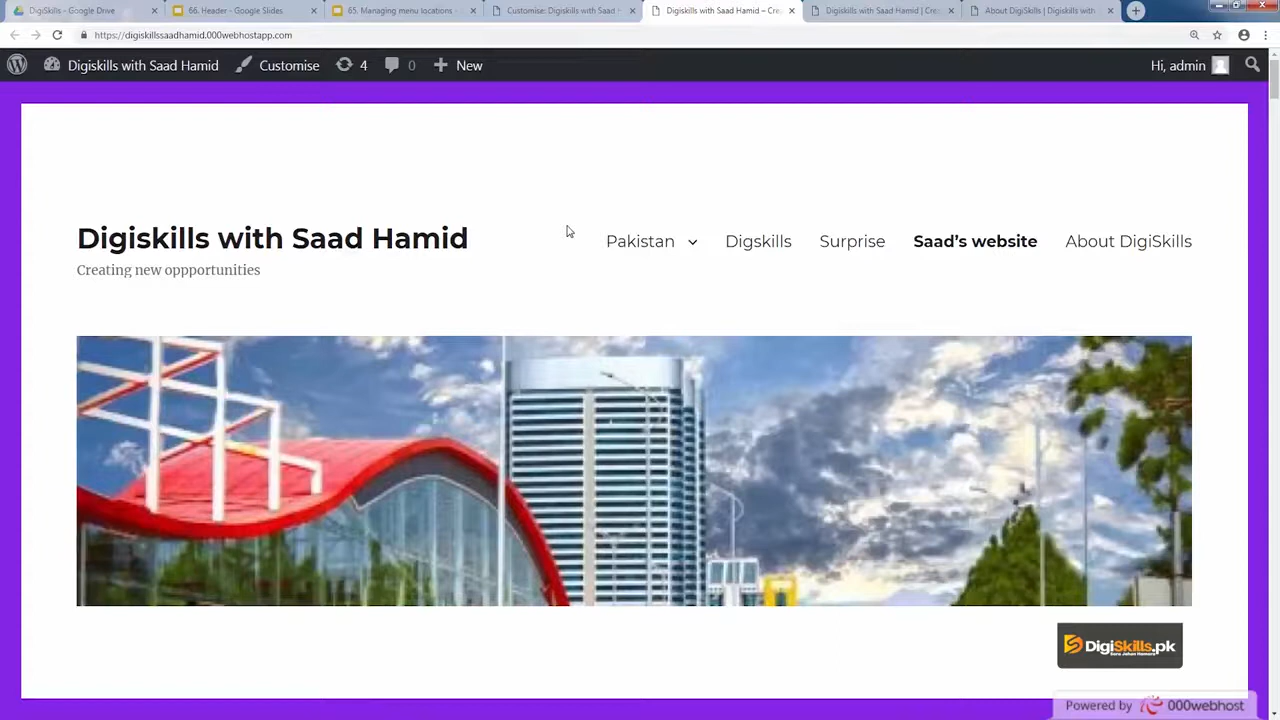 DigiSkills - Google Drive
66. Header - Google Slides
65. Managing menu locations -
Customise: Digiskills with Saad
Digiskills with Saad Hamid – Cre
Digiskills with Saad Hamid | Cre
About DigiSkills | Digiskills with
https://digiskillssaadhamid.000webhostapp.com
Digiskills with Saad Hamid
Customise
4
0
New
Hi, admin
Digiskills with Saad Hamid
Creating new oppportunities
Pakistan
Digskills
Surprise
Saad's website
About DigiSkills
DigiSkills.pk
Powered by 000webhost